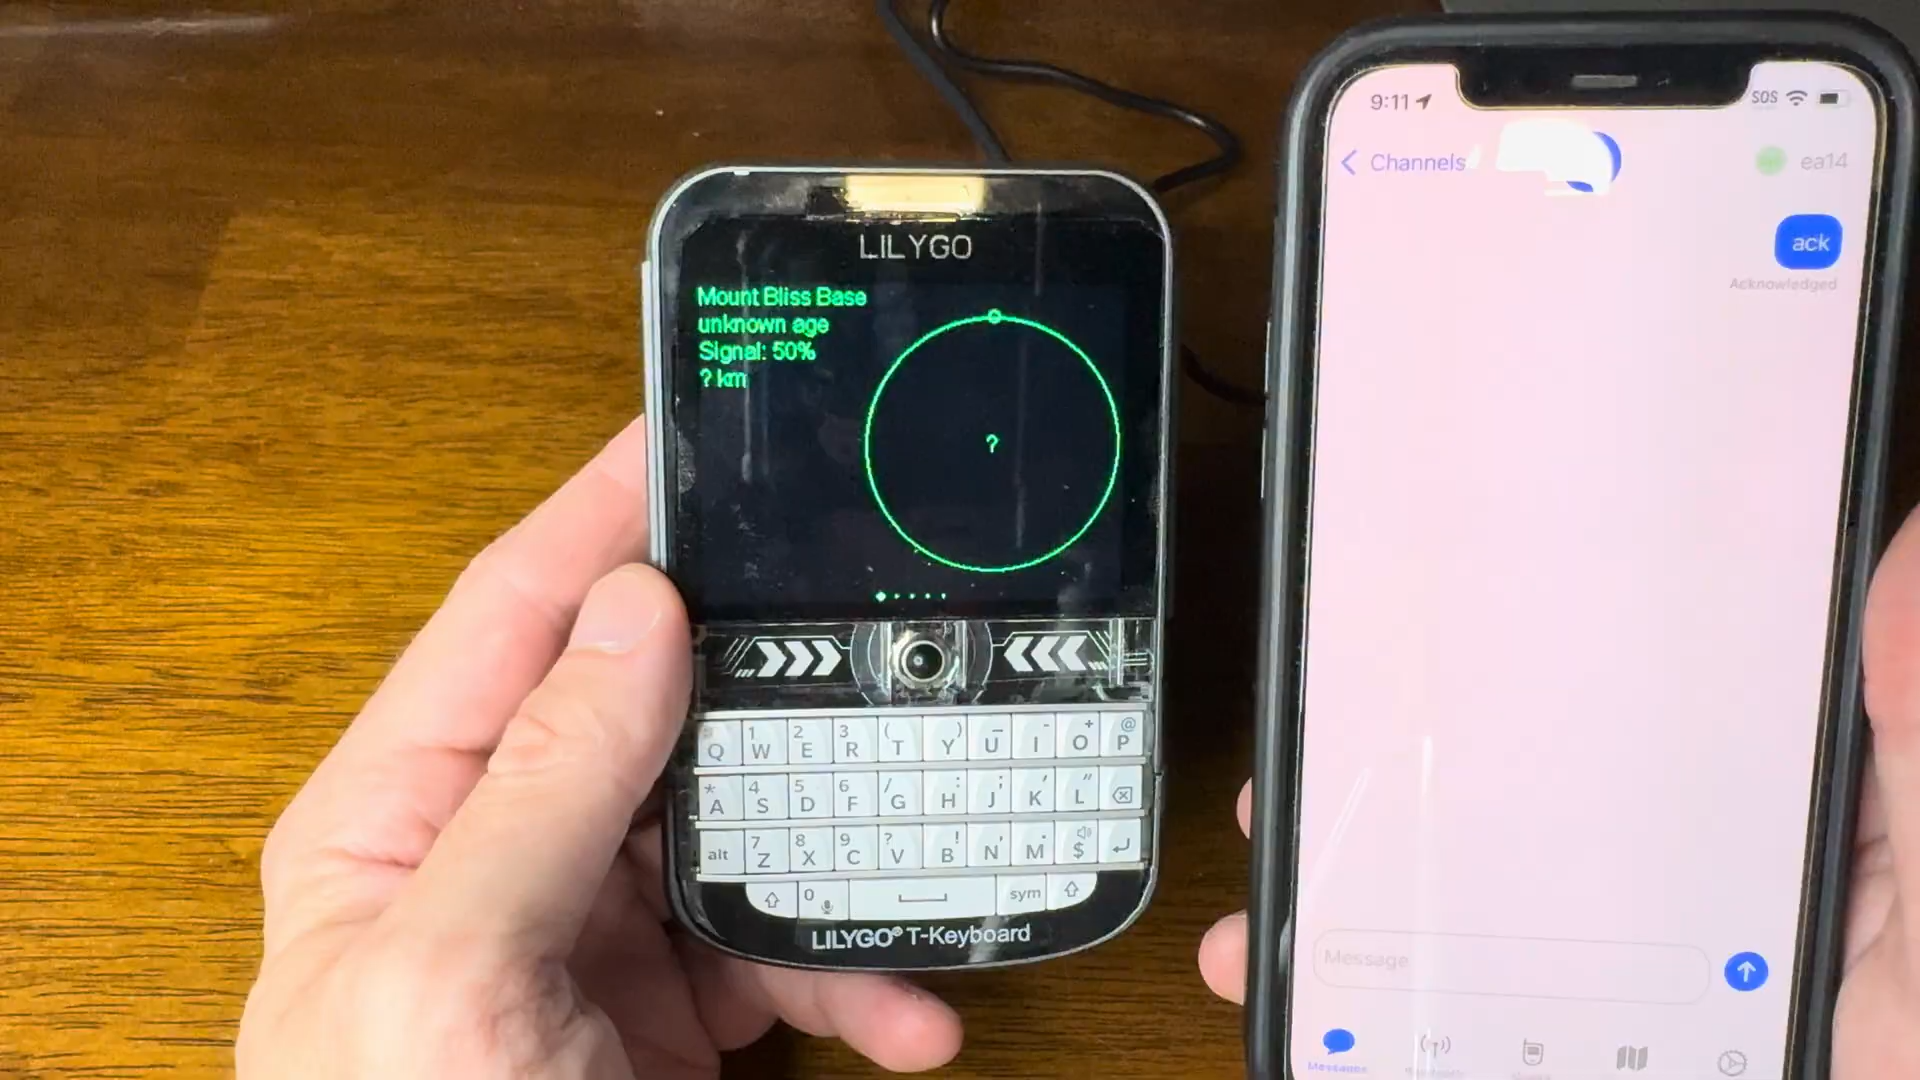 LILYGO
Mount Bliss Base
unknown age
Signal: 50%
? km
?
Q W E R T Y U I O P
1 2 3 ( ) _ - + @
A S D F G H J K L
* 4 5 6 / : ; ' "
alt Z X C V B N M $
7 8 9 ? ! , .
0 sym
LILYGO® T-Keyboard
9:11 SOS
Channels ea14
ack
Acknowledged
Message
Messages